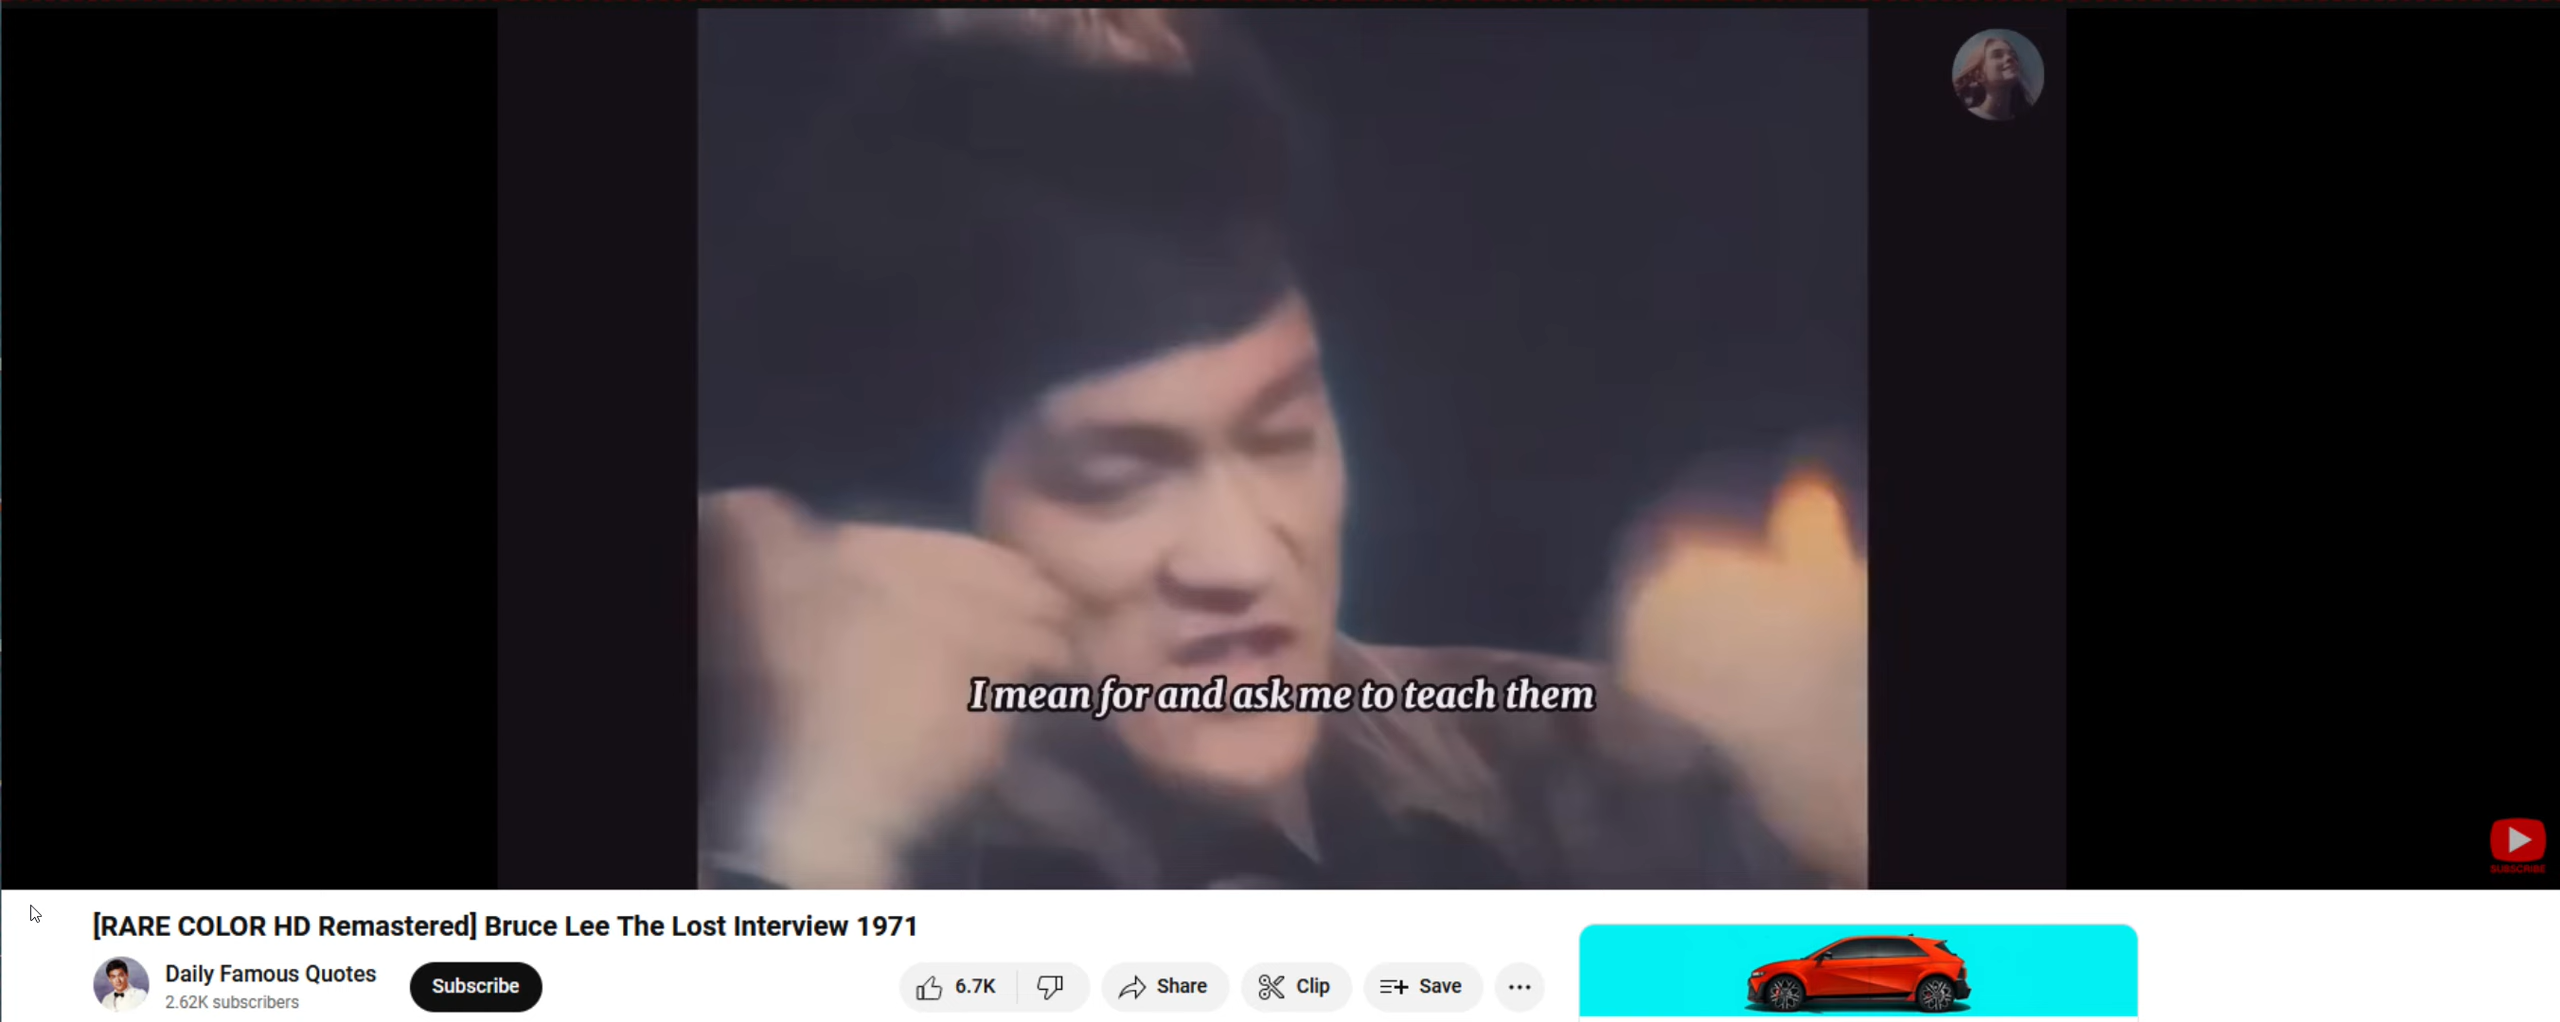 I mean for and ask me to teach them
SUBSCRIBE
[RARE COLOR HD Remastered] Bruce Lee The Lost Interview 1971
Daily Famous Quotes
2.62K subscribers
Subscribe
6.7K
Share
Clip
Save